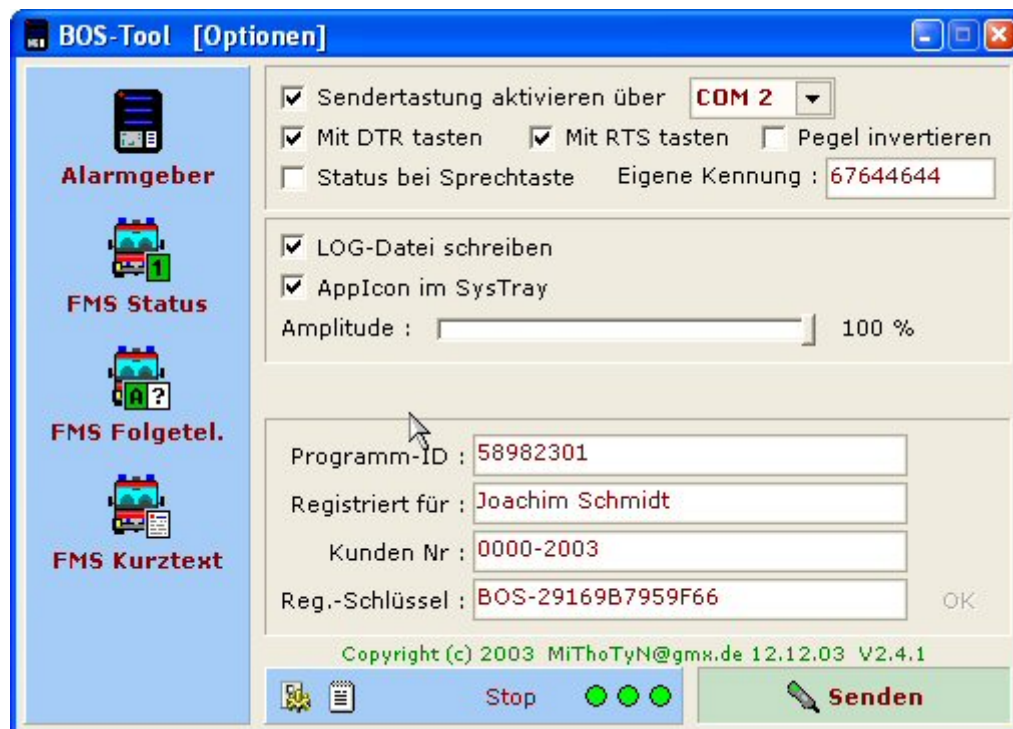 BOS-Tool [Optionen]
Alarmgeber
FMS Status
FMS Folgetel.
FMS Kurztext
Sendertastung aktivieren über COM 2
Mit DTR tasten Mit RTS tasten Pegel invertieren
Status bei Sprechtaste Eigene Kennung : 67644644
LOG-Datei schreiben
AppIcon im SysTray
Amplitude : 100 %
Programm-ID : 58982301
Registriert für : Joachim Schmidt
Kunden Nr : 0000-2003
Reg.-Schlüssel : BOS-29169B7959F66 OK
Copyright (c) 2003 MiThoTyN@gmx.de 12.12.03 V2.4.1
Stop Senden